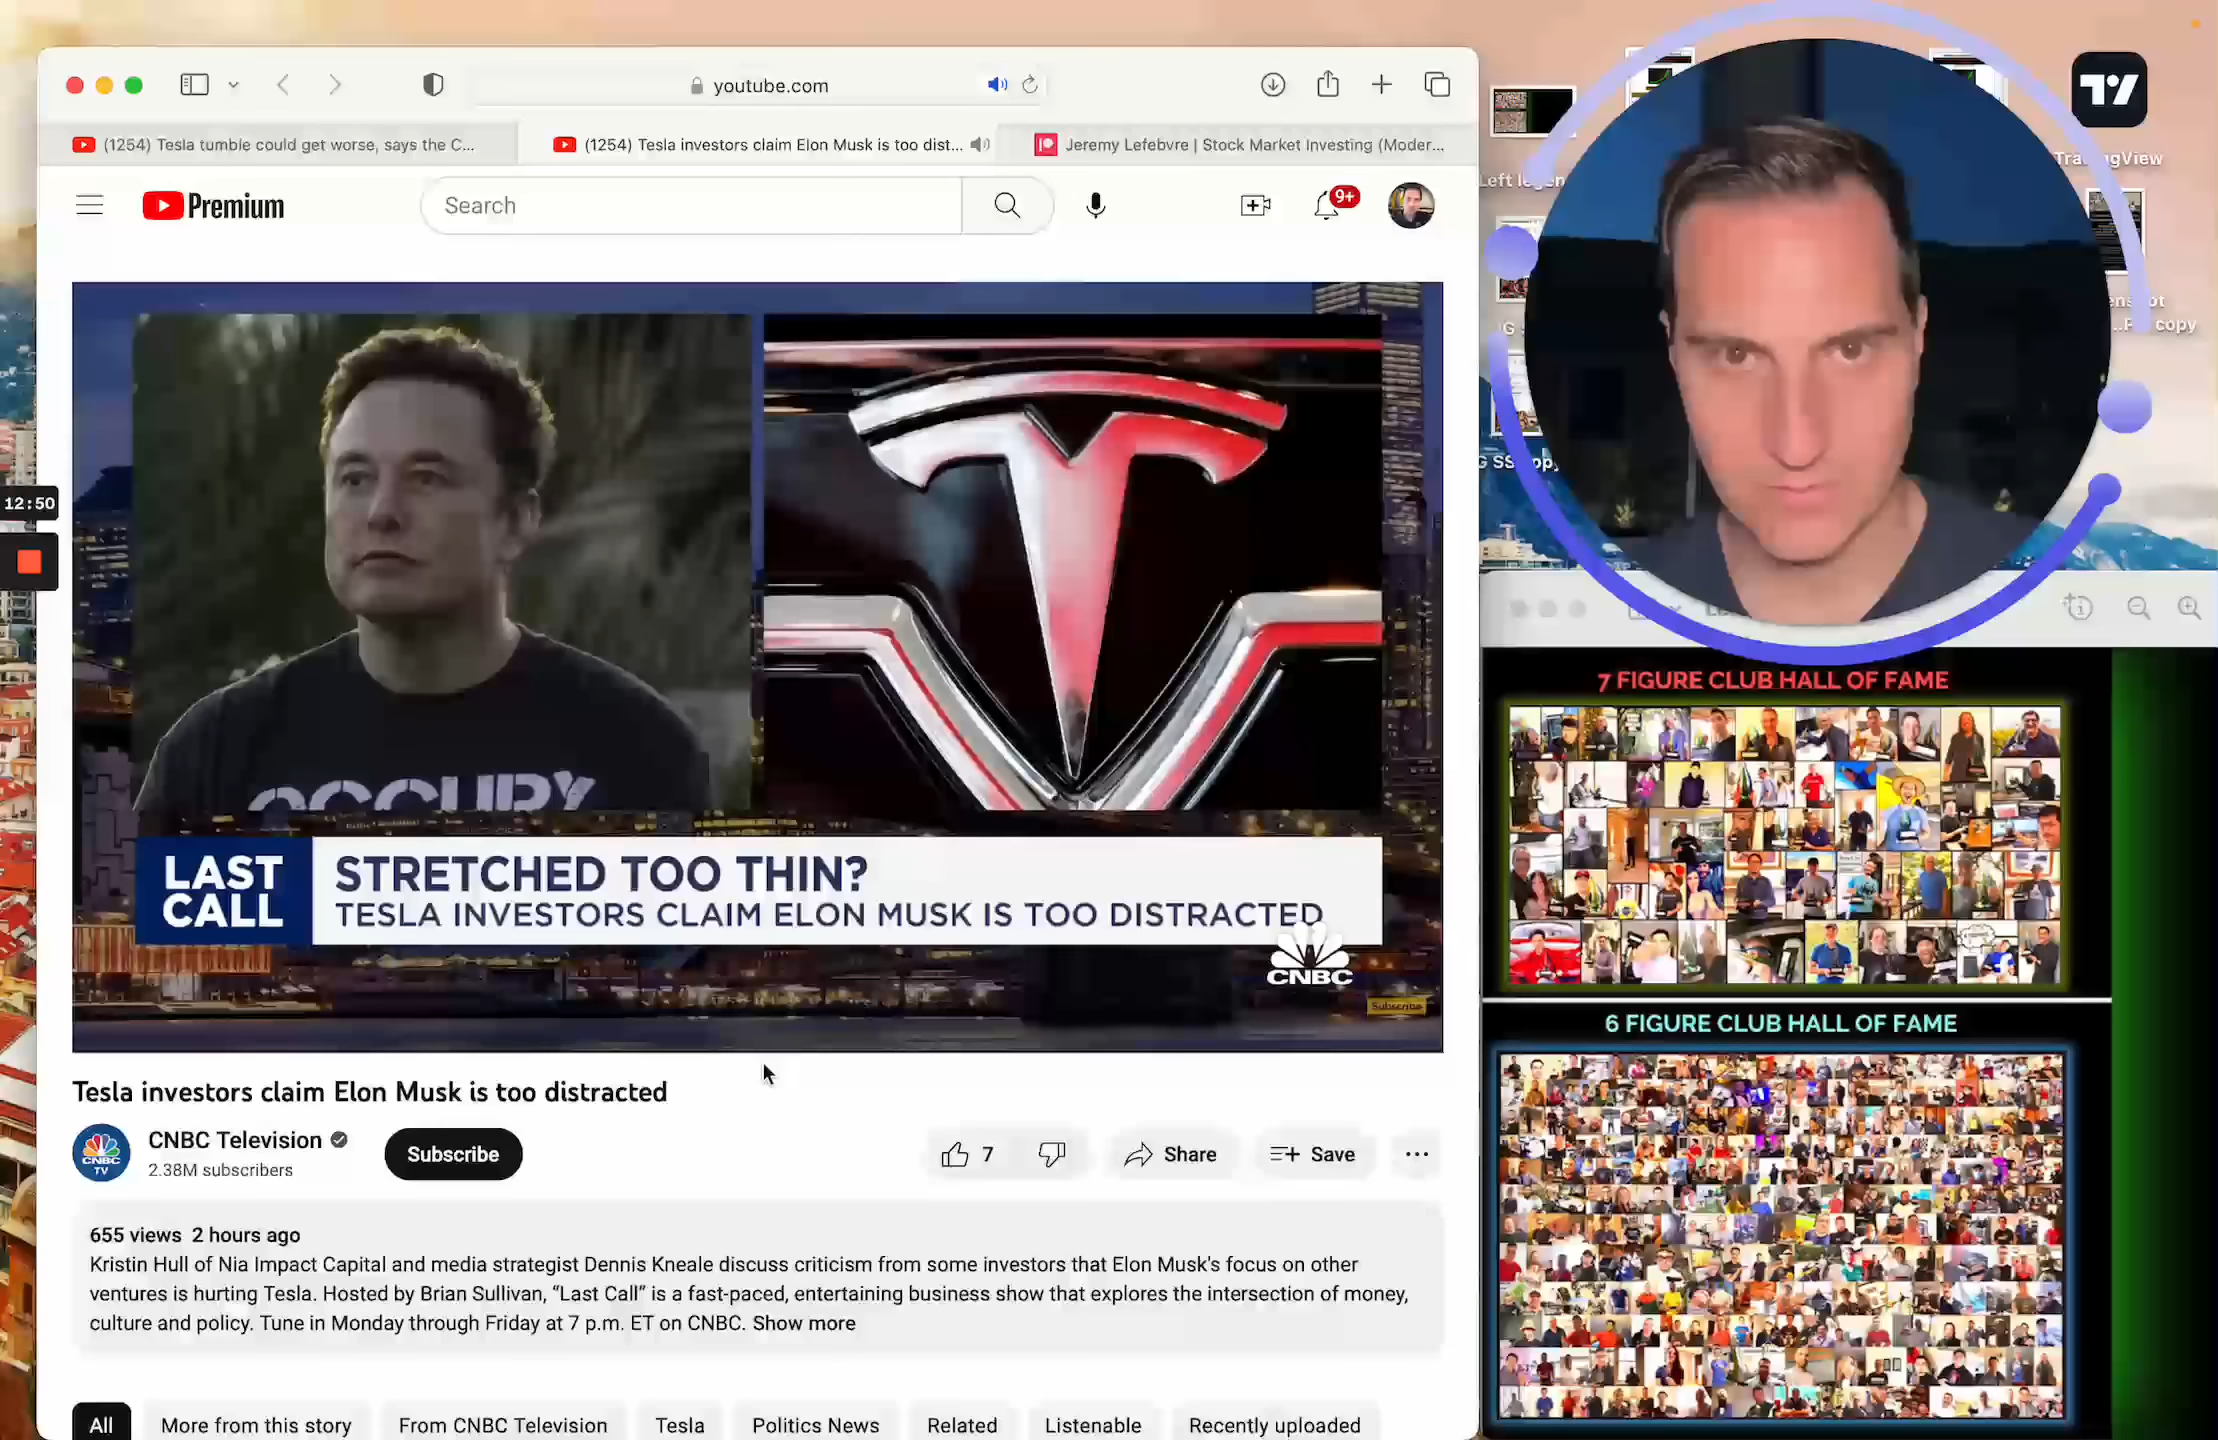 youtube.com
(1254) Tesla tumble could get worse, says the C...
(1254) Tesla investors claim Elon Musk is too dist...
Jeremy Lefebvre | Stock Market Investing (Moder...
Premium
Search
9+
TradingView
copy
12:50
OCCUPY
LAST CALL
STRETCHED TOO THIN?
TESLA INVESTORS CLAIM ELON MUSK IS TOO DISTRACTED
CNBC
Subscribe
7 FIGURE CLUB HALL OF FAME
6 FIGURE CLUB HALL OF FAME
Tesla investors claim Elon Musk is too distracted
CNBC TV
CNBC Television
2.38M subscribers
Subscribe
7
Share
Save
655 views 2 hours ago
Kristin Hull of Nia Impact Capital and media strategist Dennis Kneale discuss criticism from some investors that Elon Musk's focus on other
ventures is hurting Tesla. Hosted by Brian Sullivan, “Last Call” is a fast-paced, entertaining business show that explores the intersection of money,
culture and policy. Tune in Monday through Friday at 7 p.m. ET on CNBC. Show more
All
More from this story
From CNBC Television
Tesla
Politics News
Related
Listenable
Recently uploaded